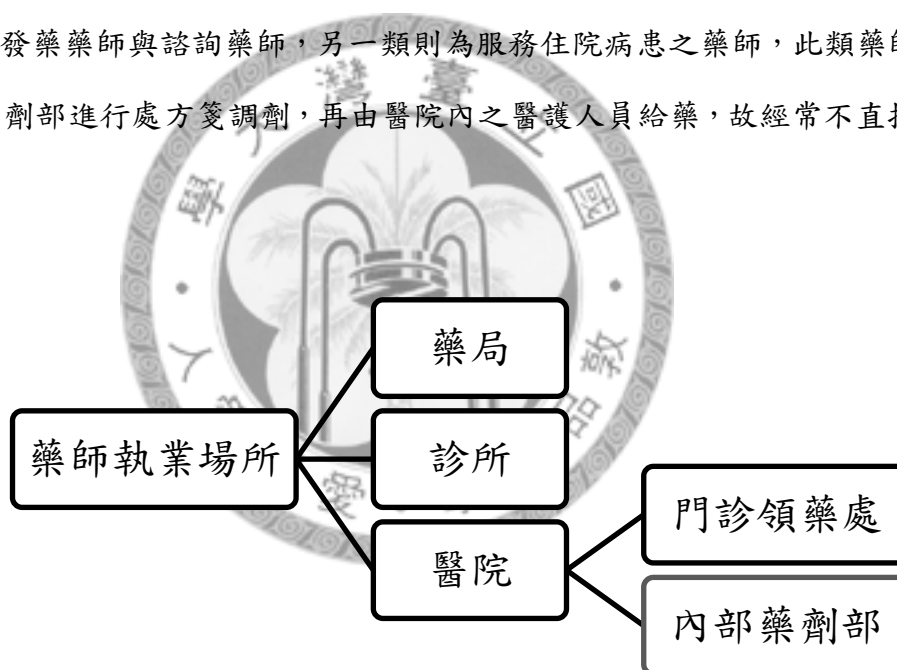 發藥藥師與諮詢藥師，另一類則為服務住院病患之藥師，此類藥師
劑部進行處方箋調劑，再由醫院內之醫護人員給藥，故經常不直接
藥局
藥師執業場所
診所
門診領藥處
醫院
內部藥劑部